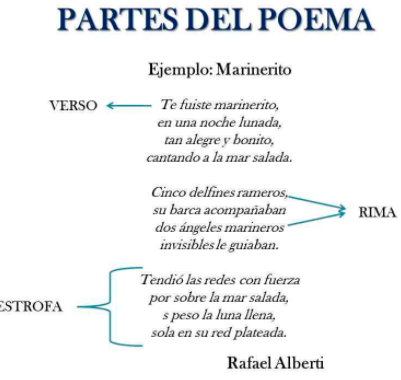 PARTES DEL POEMA
Ejemplo: Marinerito
VERSO
Te fuiste marinerito,
en una noche lunada,
tan alegre y bonito,
cantando a la mar salada.
Cinco delfines rameros,
su barca acompañaban
dos ángeles marineros
invisibles le guiaban.
RIMA
ESTROFA
Tendió las redes con fuerza
por sobre la mar salada,
s peso la luna llena,
sola en su red plateada.
Rafael Alberti